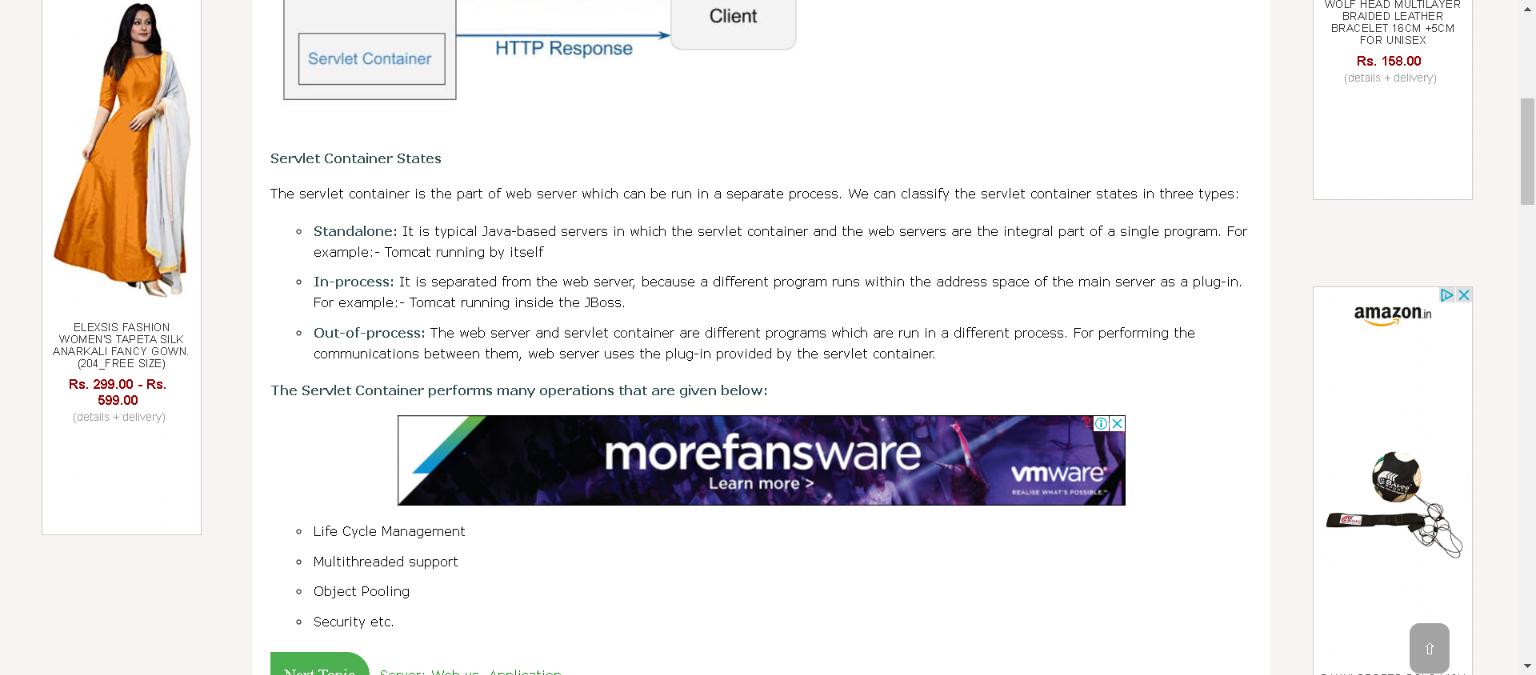 Client
HTTP Response
Servlet Container
Servlet Container States
The servlet container is the part of web server which can be run in a separate process. We can classify the servlet container states in three types:
Standalone: It is typical Java-based servers in which the servlet container and the web servers are the integral part of a single program. For
example:- Tomcat running by itself
In-process: It is separated from the web server, because a different program runs within the address space of the main server as a plug-in.
For example:- Tomcat running inside the JBoss.
Out-of-process: The web server and servlet container are different programs which are run in a different process. For performing the
communications between them, web server uses the plug-in provided by the servlet container.
The Servlet Container performs many operations that are given below:
morefansware
Learn more >
vmware
REALISE WHAT'S POSSIBLE.™
Life Cycle Management
Multithreaded support
Object Pooling
Security etc.
Next Topic
Server: Web vs. Application
ELEXSIS FASHION
WOMEN'S TAPETA SILK
ANARKALI FANCY GOWN.
(204_FREE SIZE)
Rs. 299.00 - Rs.
599.00
(details + delivery)
WOLF HEAD MULTILAYER
BRAIDED LEATHER
BRACELET 16CM +5CM
FOR UNISEX
Rs. 158.00
(details + delivery)
amazon.in